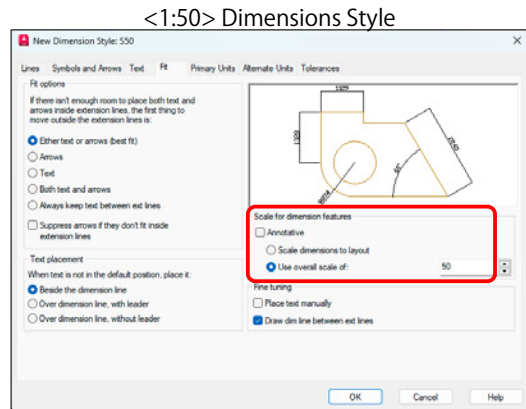 <1:50> Dimensions Style
New Dimension Style: S50
Lines Symbols and Arrows Text Fit Primary Units Alternate Units Tolerances
Fit options
If there isn't enough room to place both text and
arrows inside extension lines, the first thing to
move outside the extension lines is:
Either text or arrows (best fit)
Arrows
Text
Both text and arrows
Always keep text between ext lines
Suppress arrows if they don't fit inside
extension lines
Text placement
When text is not in the default position, place it:
Beside the dimension line
Over dimension line, with leader
Over dimension line, without leader
Scale for dimension features
Annotative
Scale dimensions to layout
Use overall scale of: 50
Fine tuning
Place text manually
Draw dim line between ext lines
OK Cancel Help